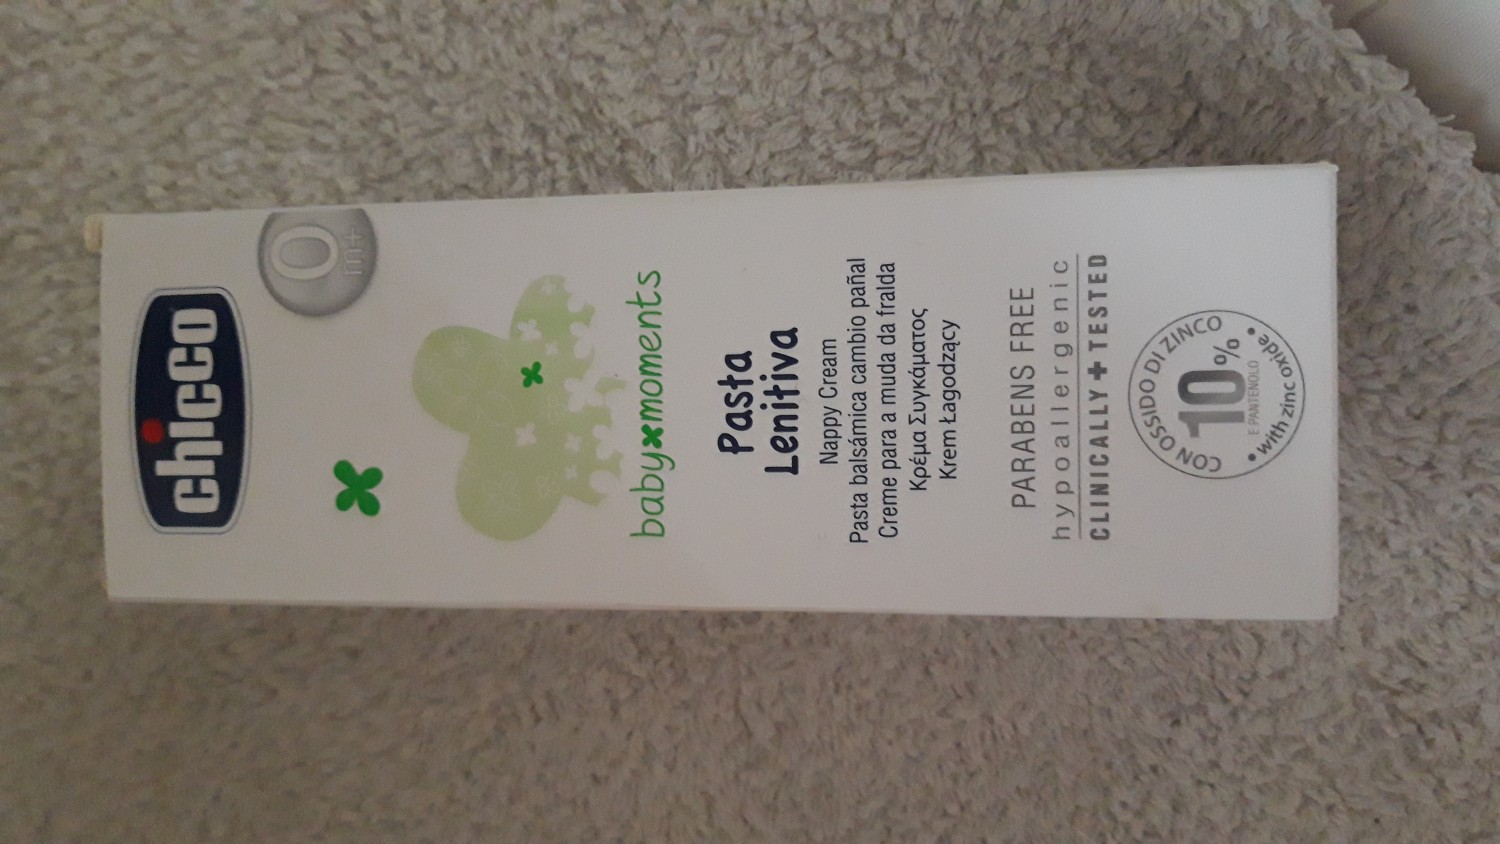 chicco
0
m+
baby moments
Pasta
Lenitiva
Nappy Cream
Pasta balsámica cambio pañal
Creme para a muda da fralda
Κρέμα Συγκάματος
Krem Łagodzący
PARABENS FREE
hypoallergenic
CLINICALLY + TESTED
CON OSSIDO DI ZINCO
10%
E PANTENOLO
• with zinc oxide •